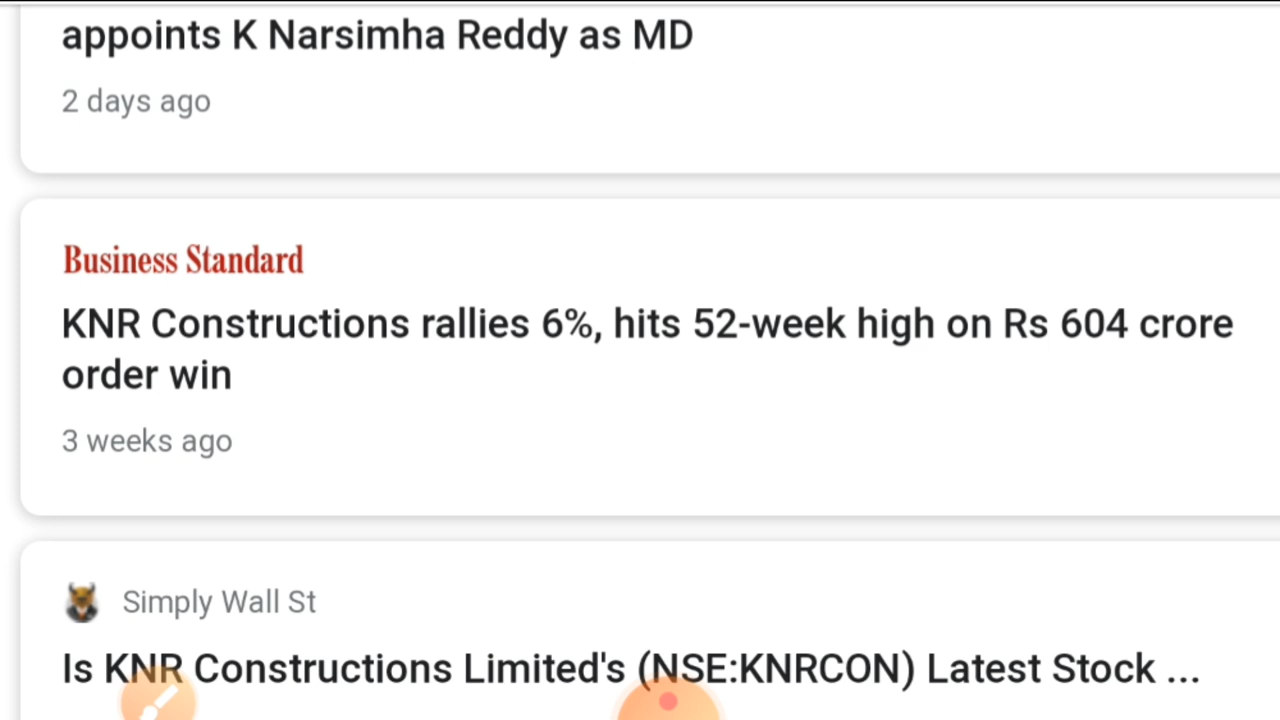 appoints K Narsimha Reddy as MD
2 days ago
Business Standard
KNR Constructions rallies 6%, hits 52-week high on Rs 604 crore
order win
3 weeks ago
Simply Wall St
Is KNR Constructions Limited's (NSE:KNRCON) Latest Stock ...